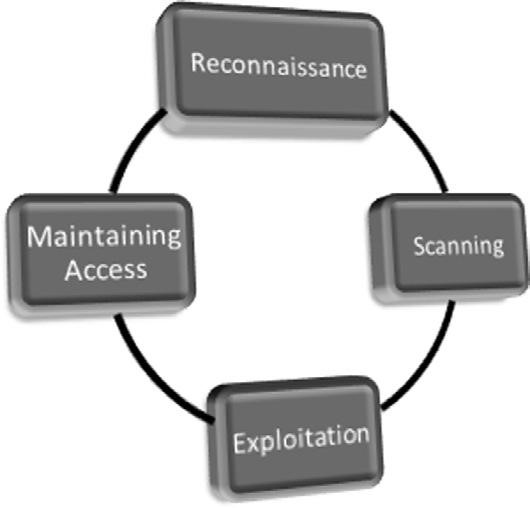 Reconnaissance
Scanning
Exploitation
Maintaining
Access